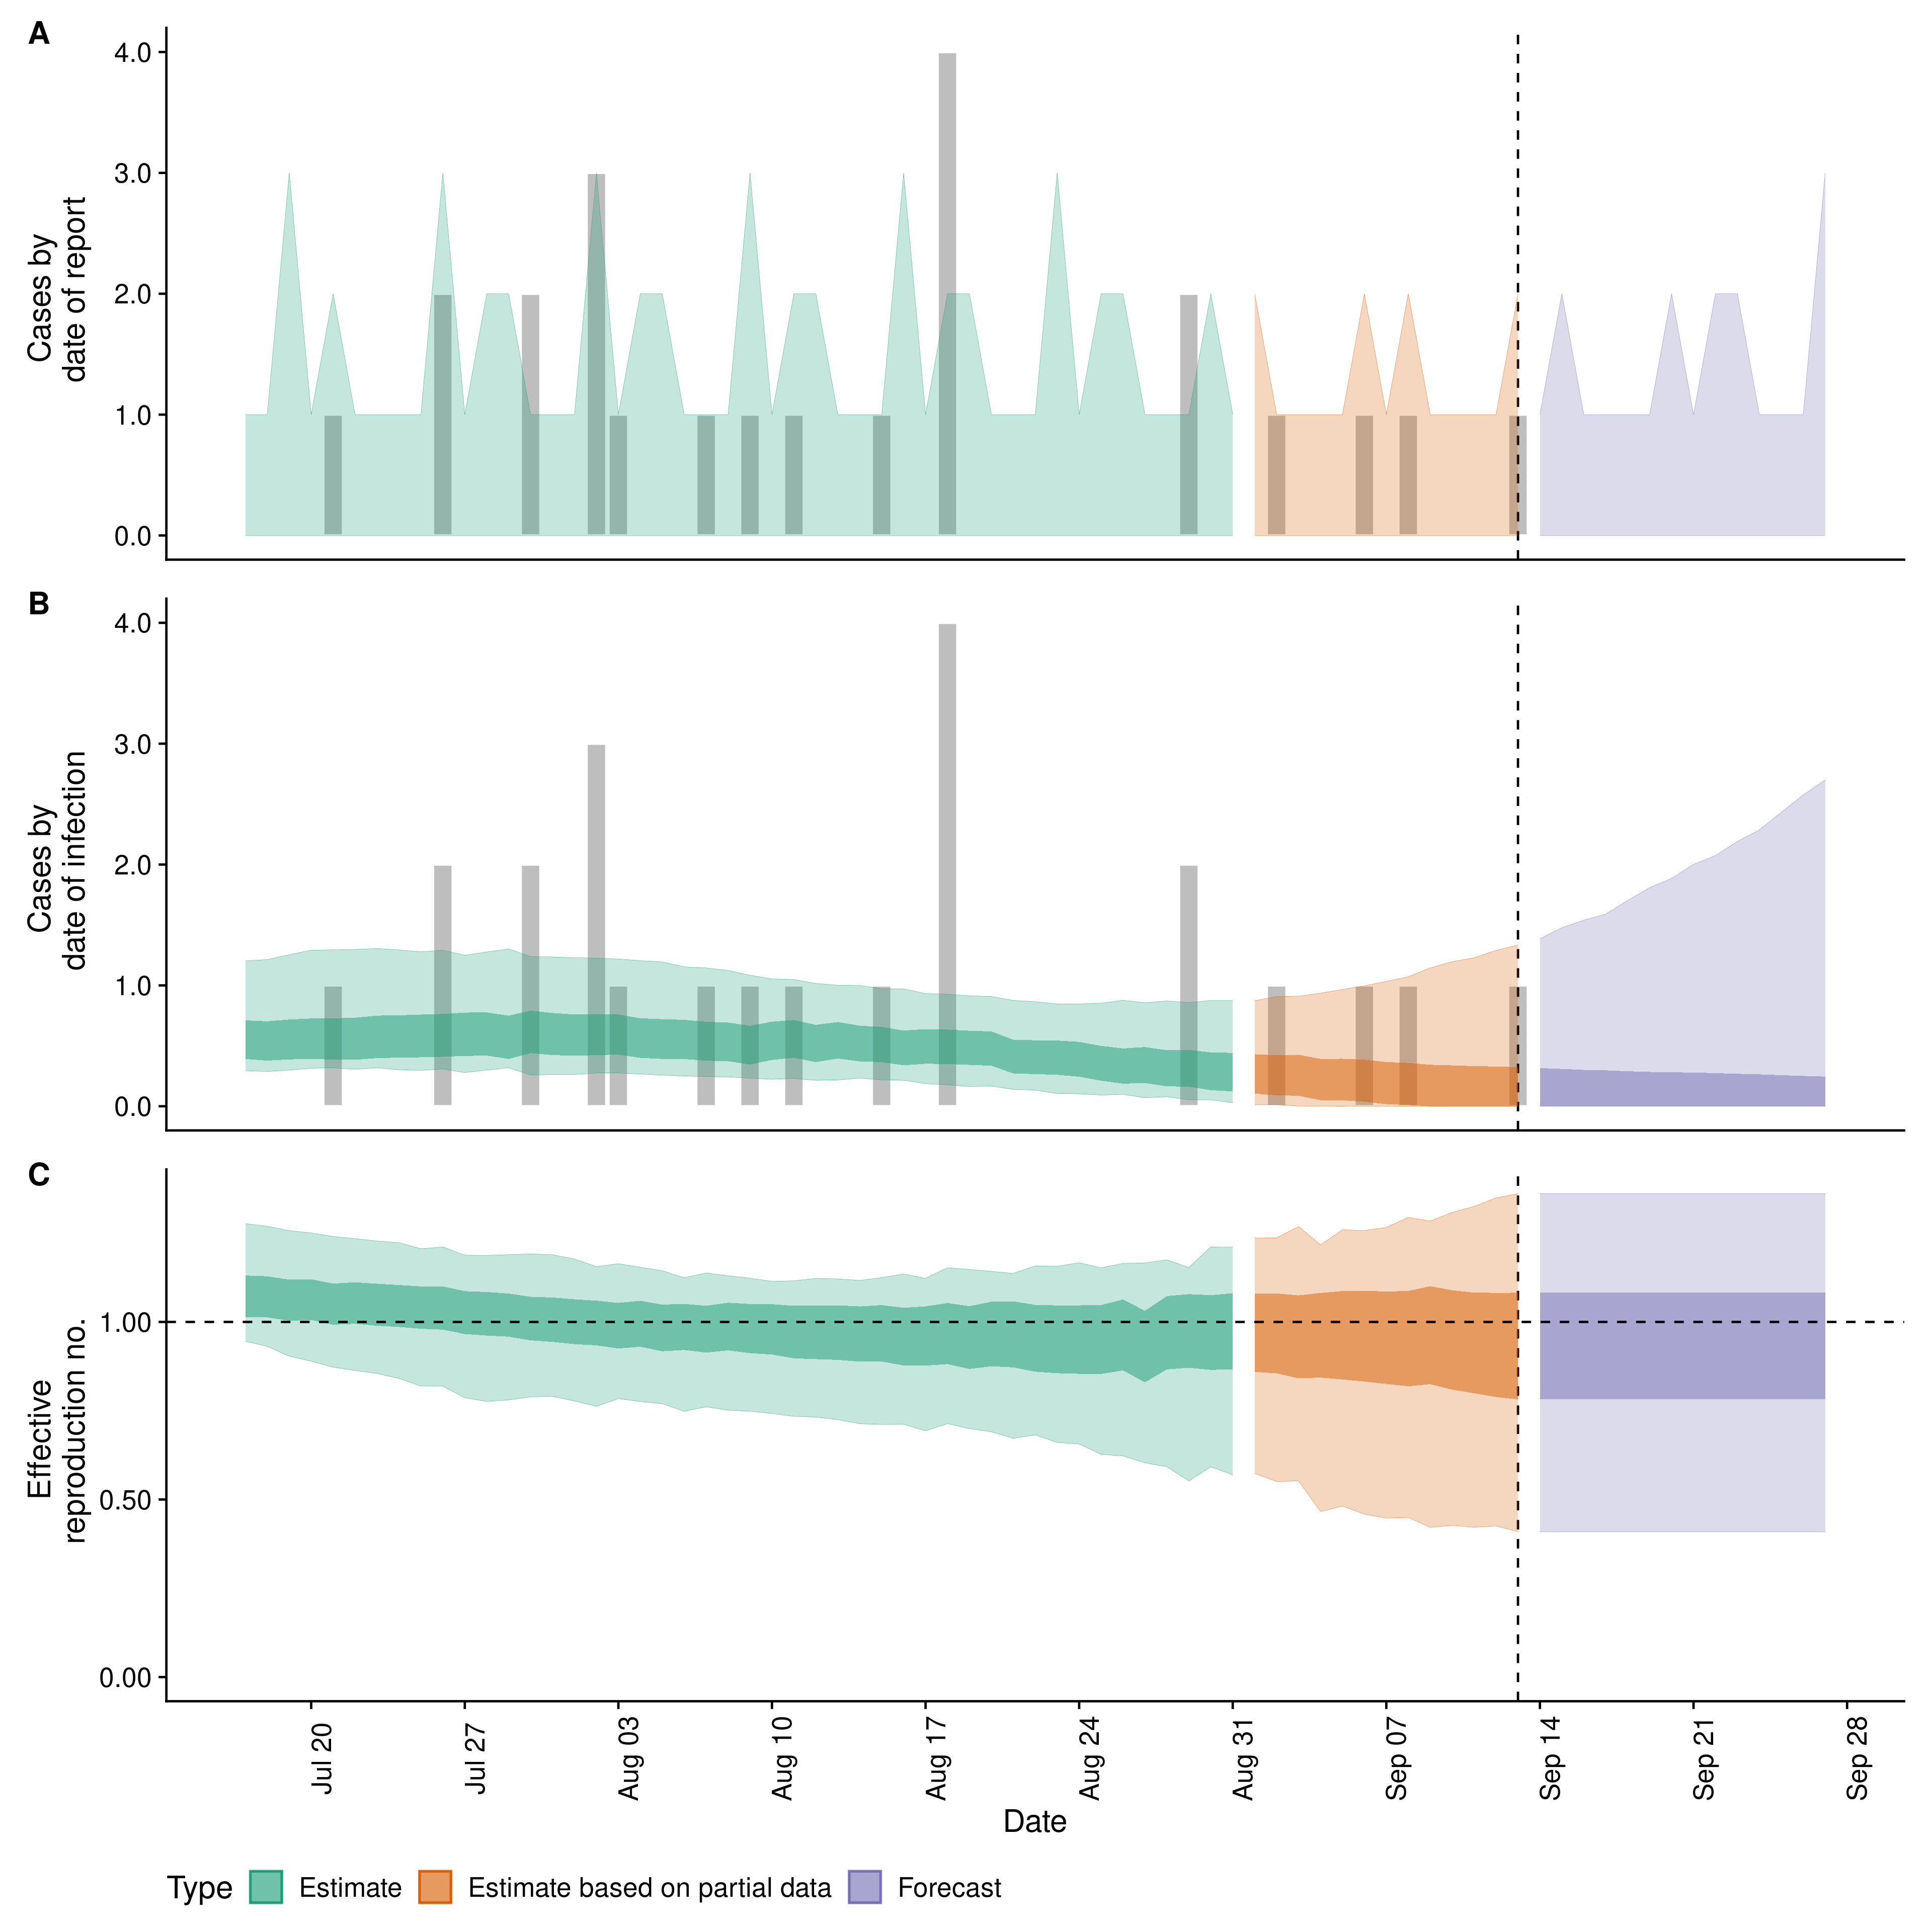 A
4.0
3.0
2.0
1.0
0.0
Cases by
date of report
B
4.0
3.0
2.0
1.0
0.0
Cases by
date of infection
C
1.00
0.50
0.00
Effective
reproduction no.
Jul 20
Jul 27
Aug 03
Aug 10
Aug 17
Aug 24
Aug 31
Sep 07
Sep 14
Sep 21
Sep 28
Date
Type Estimate Estimate based on partial data Forecast